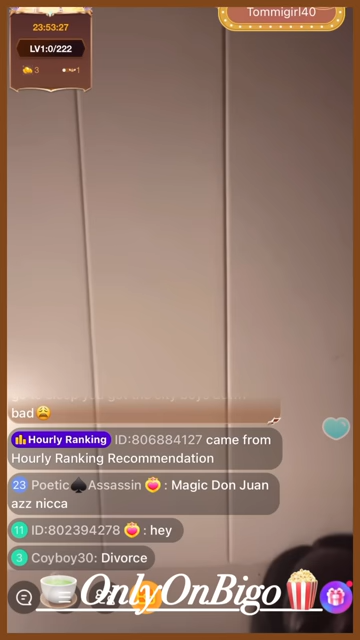 Tommigirl40
23:53:27
LV1:0/222
3
1
bad😩
Hourly Ranking ID:806884127 came from
Hourly Ranking Recommendation
23 Poetic♠Assassin : Magic Don Juan
azz nicca
11 ID:802394278 : hey
3 Coyboy30: Divorce
OnlyOnBigo